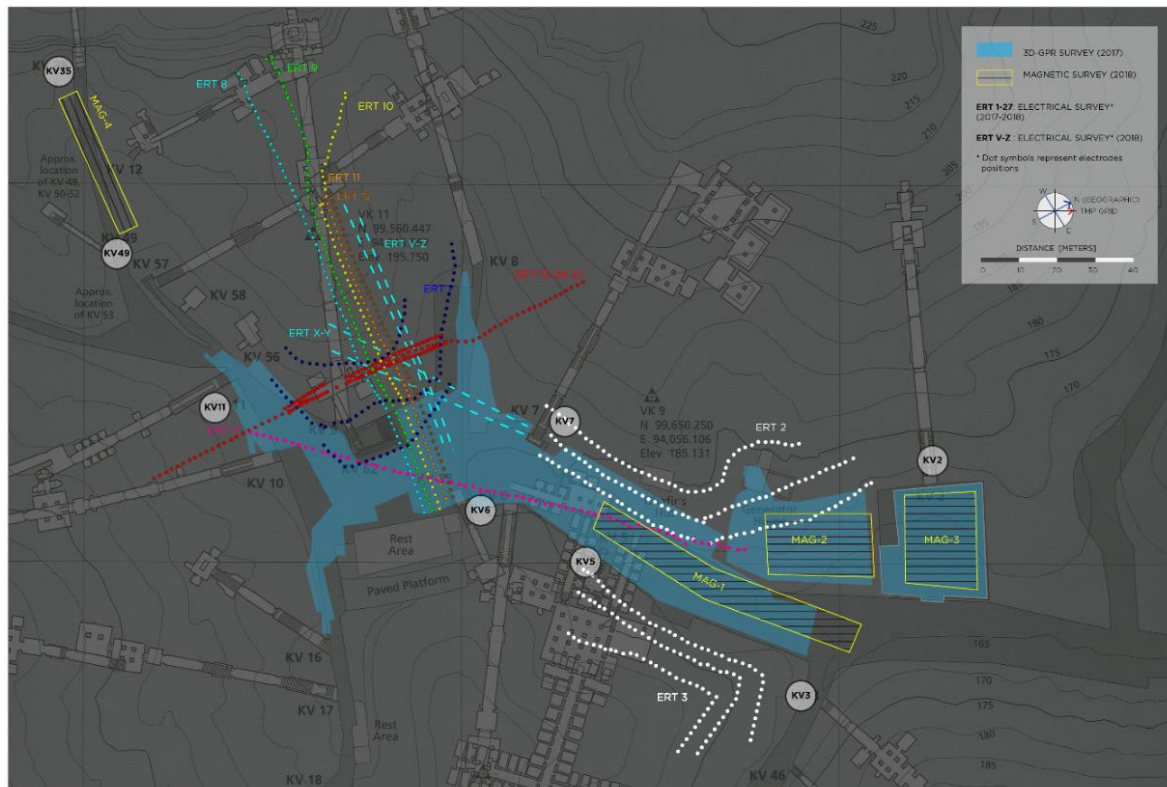 225
3D-GPR SURVEY (2017)
MAGNETIC SURVEY (2018)
ERT 1-27: ELECTRICAL SURVEY*
(2017-2018)
ERT V-Z : ELECTRICAL SURVEY* (2018)
* Dot symbols represent electrodes
positions
W
N (GEOGRAPHIC)
TMP GRID
S
E
DISTANCE [METERS]
0 10 20 30 40
220
215
210
205
200
195
180
175
170
KV35
MAG-4
ERT 8
ERT 9
ERT 10
KV 12
Approx.
location
of KV 48,
KV 50-52
KV49
KV 57
Approx.
location
of KV 53
KV 58
KV 56
ERT 11
ERT 12
VK 11
N 99,560.447
Elev 195.750
ERT V-Z
KV 8
ERT X-Y
KV11
KV 10
KV 7
KV7
VK 9
N 99,650.250
E 94,056.106
Elev 185.131
ERT 2
KV2
KV6
Rest
Area
Paved Platform
KV5
MAG-1
MAG-2
MAG-3
Generator
ERT 3
KV3
KV 16
KV 17
KV 18
Rest
Area
KV 46
165
170
175
180
185